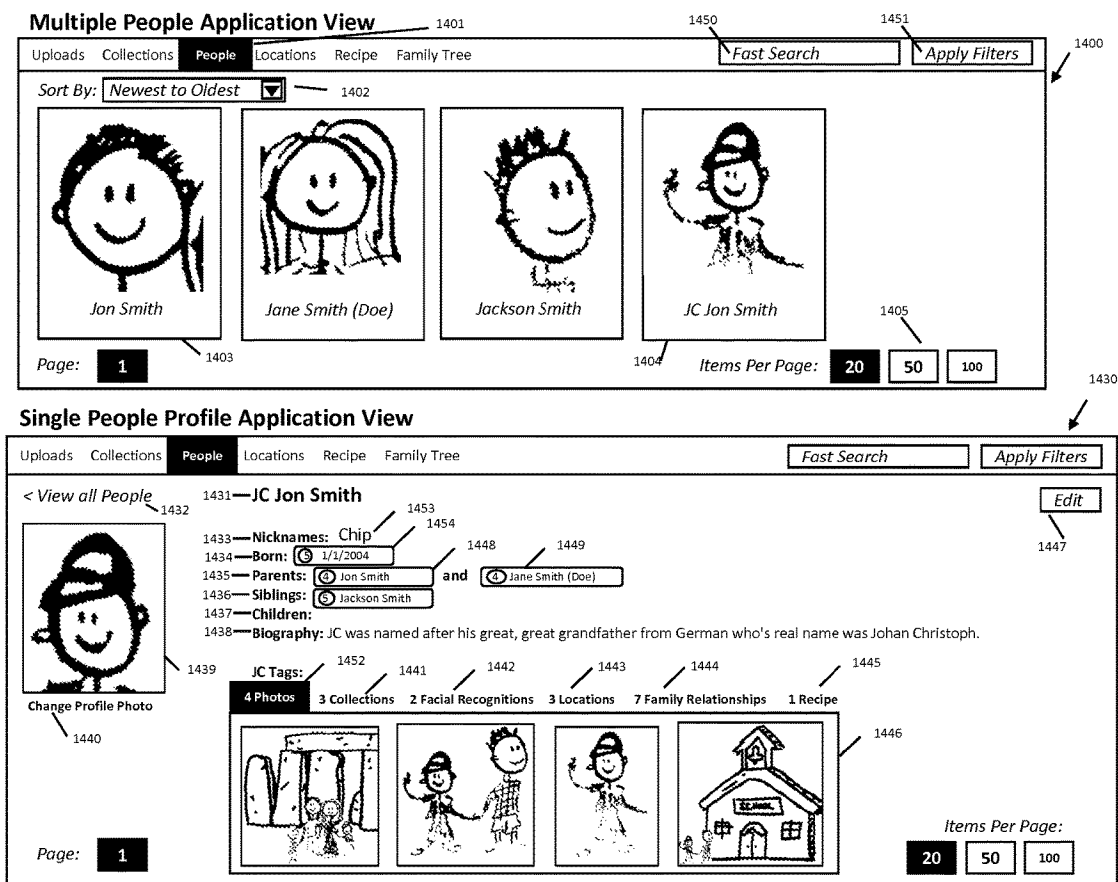 Multiple People Application View
1401
1450
1451
1400
Uploads Collections People Locations Recipe Family Tree Fast Search Apply Filters
Sort By: Newest to Oldest 1402
Jon Smith Jane Smith (Doe) Jackson Smith JC Jon Smith
1403
1404
1405
Page: 1 Items Per Page: 20 50 100
1430
Single People Profile Application View
Uploads Collections People Locations Recipe Family Tree Fast Search Apply Filters
< View all People
1432
1431 JC Jon Smith
Edit
1447
1453
1454
1433 Nicknames: Chip
1434 Born: 5 1/1/2004
1448
1449
1435 Parents: 4 Jon Smith and 4 Jane Smith (Doe)
1436 Siblings: 5 Jackson Smith
1437 Children:
1438 Biography: JC was named after his great, great grandfather from German who's real name was Johan Christoph.
1439
Change Profile Photo
1440
JC Tags:
1452 1441 1442 1443 1444 1445
4 Photos 3 Collections 2 Facial Recognitions 3 Locations 7 Family Relationships 1 Recipe
1446
SCHOOL
Items Per Page:
Page: 1 20 50 100